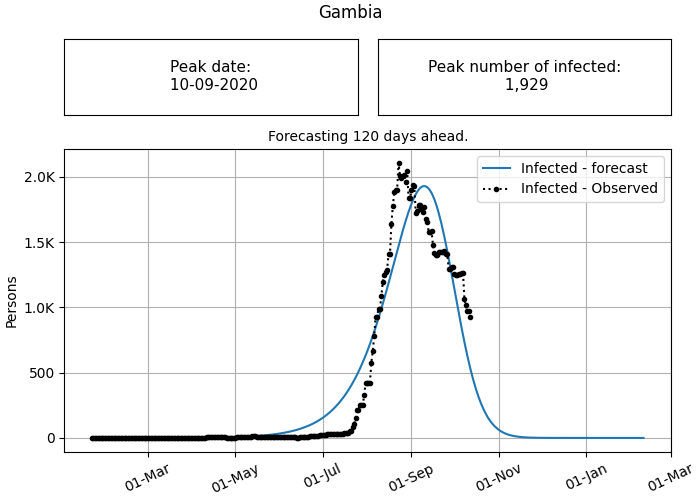 Gambia
Peak date:
10-09-2020
Peak number of infected:
1,929
Forecasting 120 days ahead.
Infected - forecast
Infected - Observed
2.0K
1.5K
1.0K
500
0
Persons
01-Mar
01-May
01-Jul
01-Sep
01-Nov
01-Jan
01-Mar